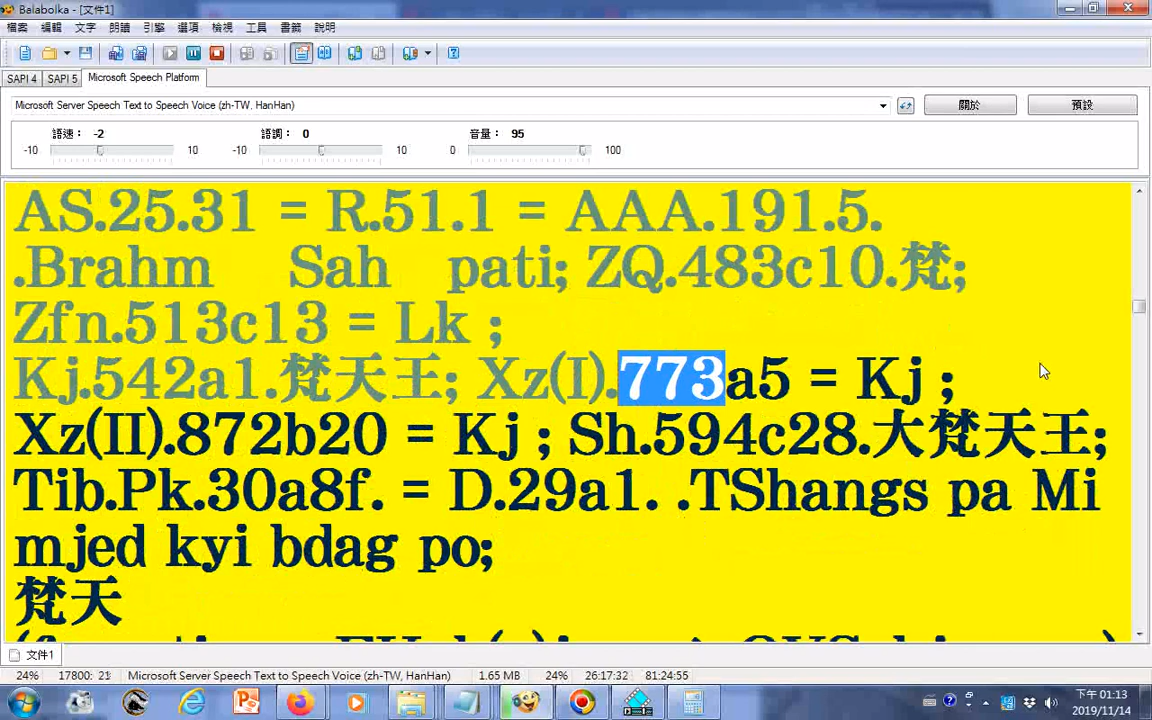 Balabolka - [文件1]
檔案 編輯 文字 朗讀 引擎 選項 檢視 工具 書籤 說明
SAPI 4 SAPI 5 Microsoft Speech Platform
Microsoft Server Speech Text to Speech Voice (zh-TW, HanHan) 關於 預設
語速： -2 語調： 0 音量： 95
-10 10 -10 10 0 100
AS.25.31 = R.51.1 = AAA.191.5.
.Brahm Sah pati; ZQ.483c10.梵;
Zfn.513c13 = Lk ;
Kj.542a1.梵天王; Xz(I).773a5 = Kj ;
Xz(II).872b20 = Kj ; Sh.594c28.大梵天王;
Tib.Pk.30a8f. = D.29a1. .TShangs pa Mi
mjed kyi bdag po;
梵天
文件1
24% 17800: 21 Microsoft Server Speech Text to Speech Voice (zh-TW, HanHan) 1.65 MB 24% 26:17:32 81:24:55
下午 01:13
2019/11/14